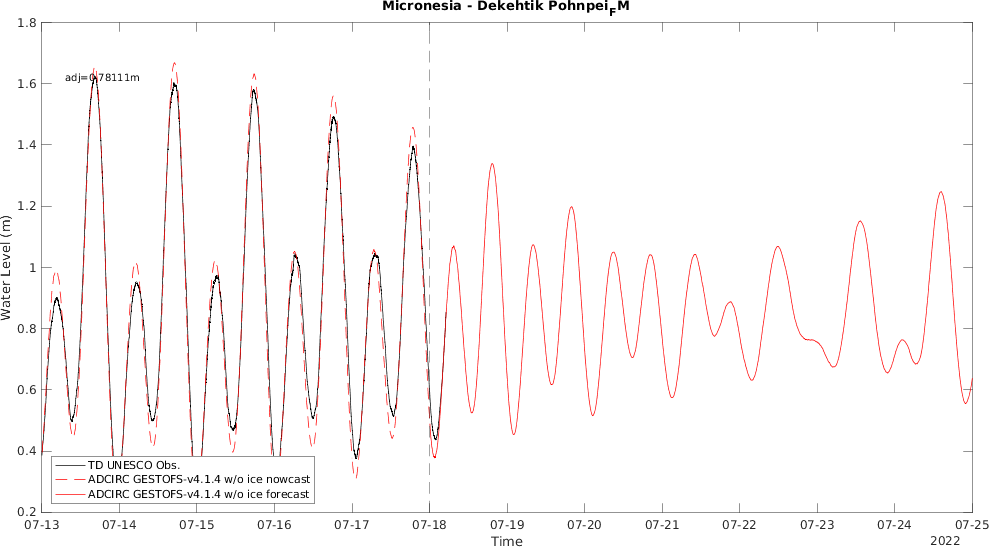 Micronesia - Dekehtik Pohnpei_FM
adj=0.78111m
Water Level (m)
1.8
1.6
1.4
1.2
1
0.8
0.6
0.4
0.2
TD UNESCO Obs.
ADCIRC GESTOFS-v4.1.4 w/o ice nowcast
ADCIRC GESTOFS-v4.1.4 w/o ice forecast
07-13 07-14 07-15 07-16 07-17 07-18 07-19 07-20 07-21 07-22 07-23 07-24 07-25
Time
2022